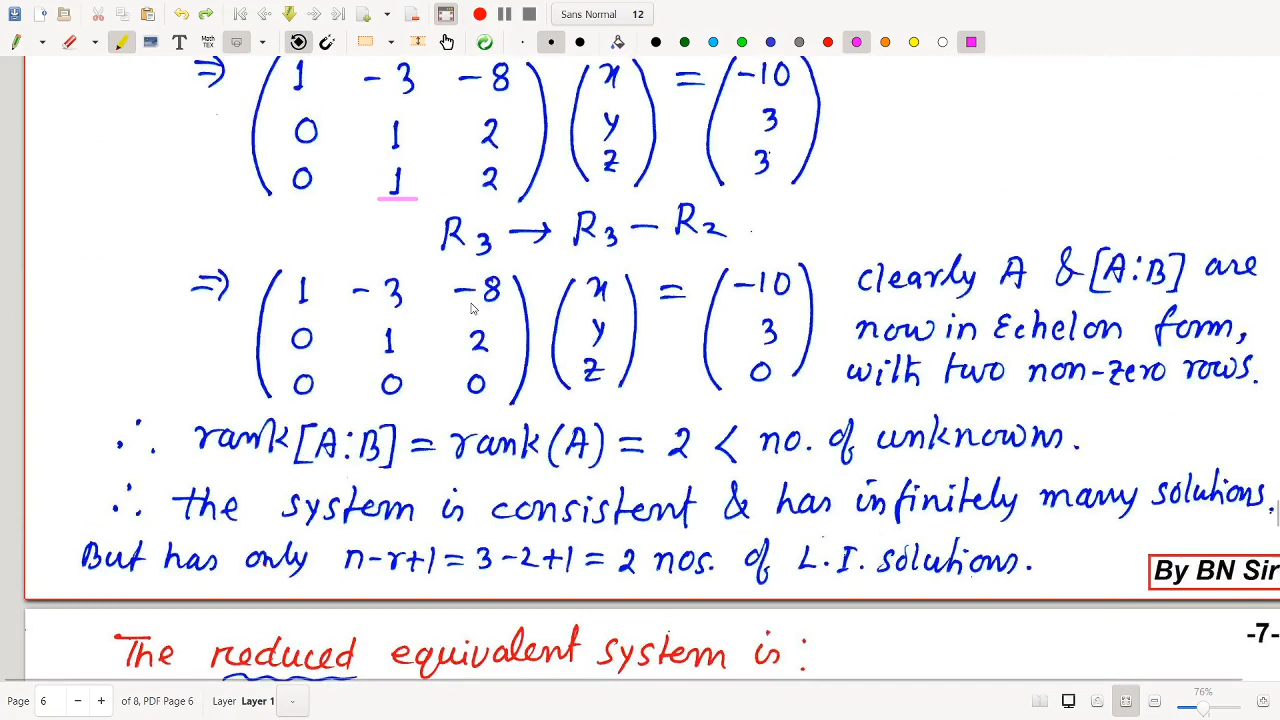 Sans Normal 12
T MATH TEX
⇒ ( 1 -3 -8 ) ( x ) = ( -10 )
0 1 2 y 3
0 1 2 z 3
R3 → R3 - R2
⇒ ( 1 -3 -8 ) ( x ) = ( -10 ) clearly A & [A:B] are
0 1 2 y 3 now in Echelon form,
0 0 0 z 0 with two non-zero rows.
∴ rank[A:B] = rank(A) = 2 < no. of unknowns.
∴ the system is consistent & has infinitely many solutions.
But has only n-r+1 = 3-2+1 = 2 nos. of L.I. solutions.
By BN Sir
-7-
The reduced equivalent system is:
Page 6 of 8, PDF Page 6 Layer Layer 1 76%